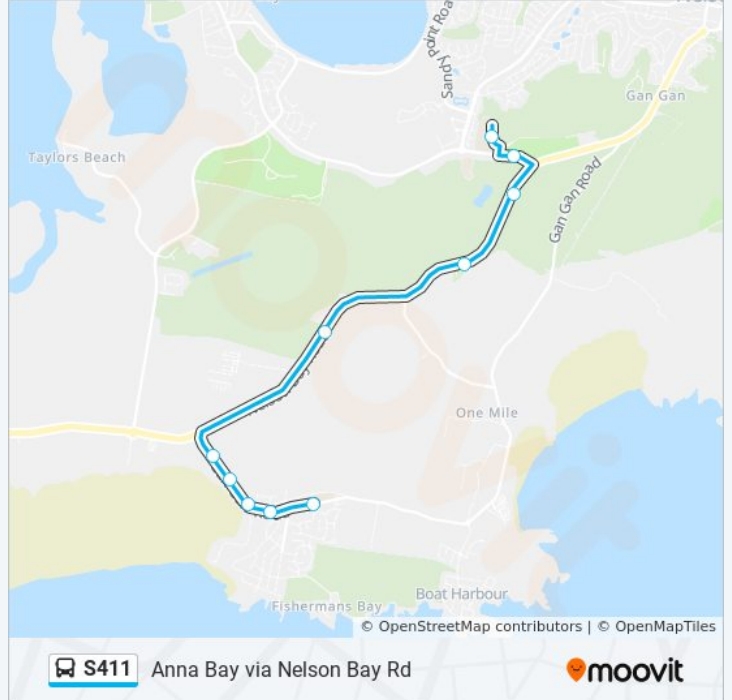 Sandy Point Roa
Gan Gan
Taylors Beach
Gan Gan Road
One Mile
Boat Harbour
Fishermans Bay
© OpenStreetMap contributors | © OpenMapTiles
S411 Anna Bay via Nelson Bay Rd
moovit